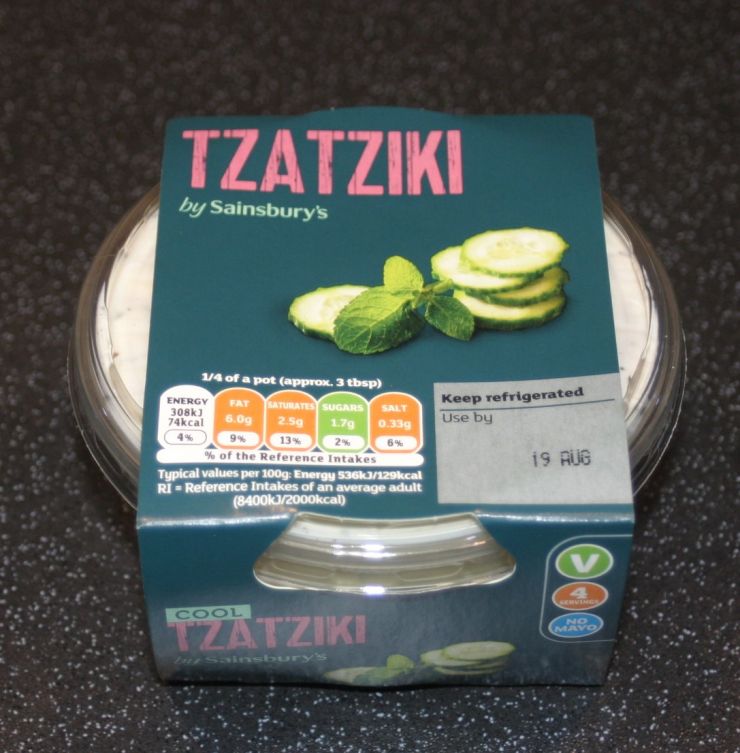 TZATZIKI
by Sainsbury's
1/4 of a pot (approx. 3 tbsp)
ENERGY
308kJ
74kcal
4%
FAT
6.0g
9%
SATURATES
2.5g
13%
SUGARS
1.7g
2%
SALT
0.33g
6%
% of the Reference Intakes
Typical values per 100g: Energy 536kJ/129kcal
RI = Reference Intakes of an average adult
(8400kJ/2000kcal)
Keep refrigerated
Use by
19 AUG
V
4
SERVINGS
NO
MAYO
COOL
TZATZIKI
by Sainsbury's